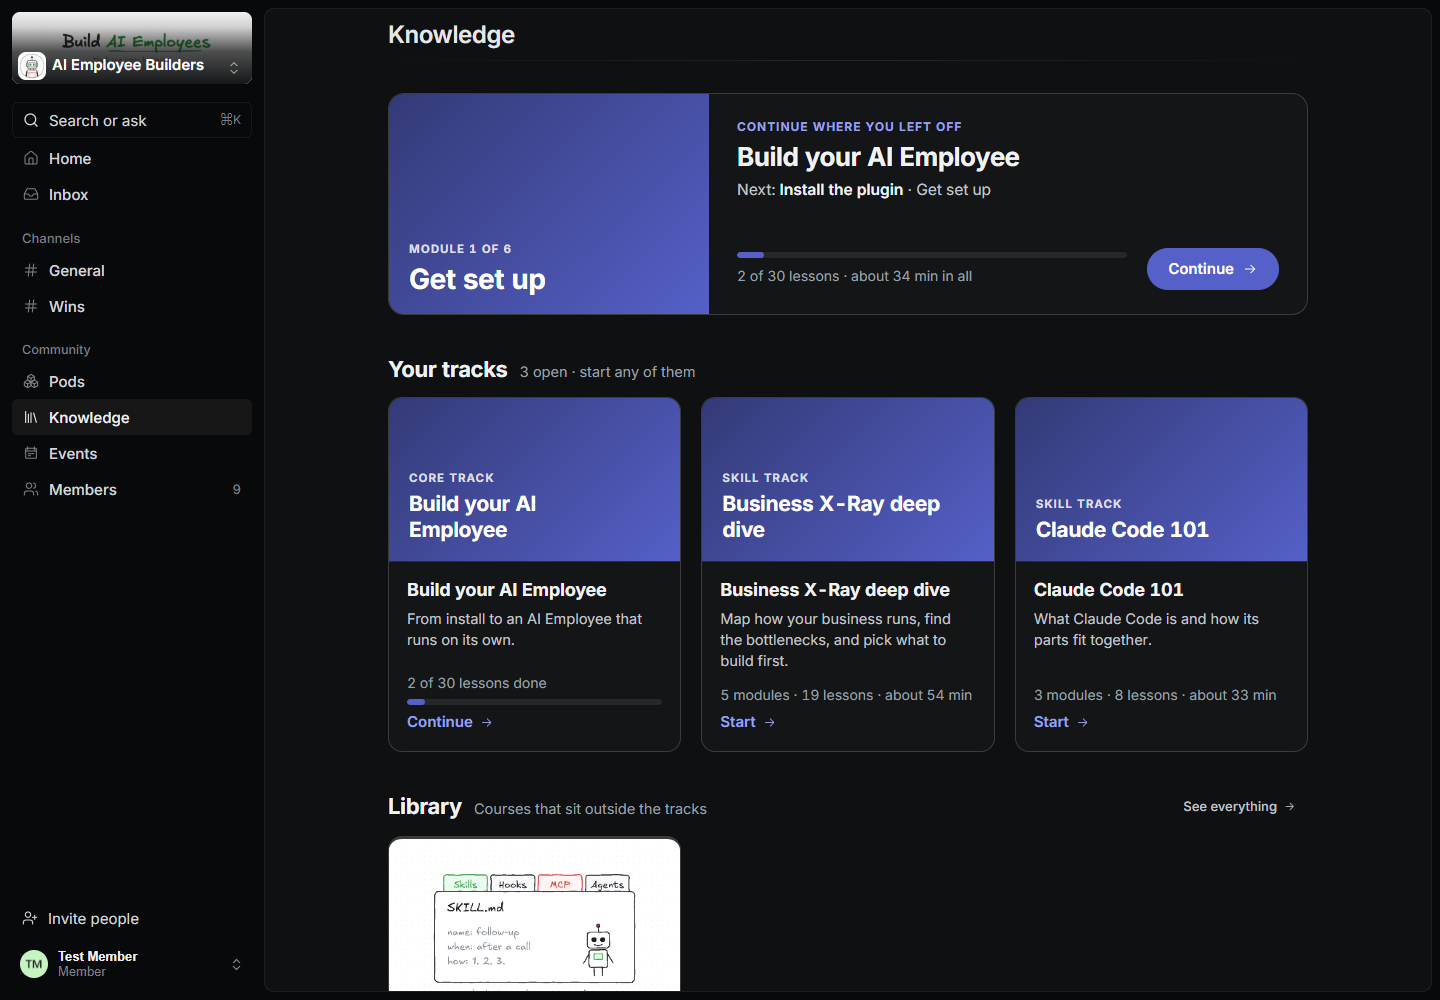 Build AI Employees
AI Employee Builders
Search or ask
⌘K
Home
Inbox
Channels
General
Wins
Community
Pods
Knowledge
Events
Members
9
Invite people
TM
Test Member
Member
Knowledge
MODULE 1 OF 6
Get set up
CONTINUE WHERE YOU LEFT OFF
Build your AI Employee
Next: Install the plugin · Get set up
2 of 30 lessons · about 34 min in all
Continue →
Your tracks
3 open · start any of them
CORE TRACK
Build your AI
Employee
Build your AI Employee
From install to an AI Employee that
runs on its own.
2 of 30 lessons done
Continue →
SKILL TRACK
Business X-Ray deep
dive
Business X-Ray deep dive
Map how your business runs, find
the bottlenecks, and pick what to
build first.
5 modules · 19 lessons · about 54 min
Start →
SKILL TRACK
Claude Code 101
Claude Code 101
What Claude Code is and how its
parts fit together.
3 modules · 8 lessons · about 33 min
Start →
Library
Courses that sit outside the tracks
See everything →
Skills
Hooks
MCP
Agents
SKILL.md
name: follow-up
when: after a call
how: 1. 2. 3.